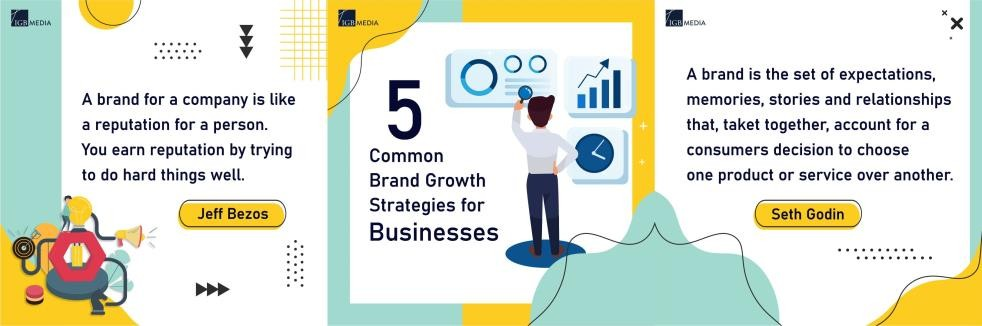 IGB MEDIA
A brand for a company is like
a reputation for a person.
You earn reputation by trying
to do hard things well.
Jeff Bezos
IGB MEDIA
5
Common
Brand Growth
Strategies for
Businesses
IGB MEDIA
A brand is the set of expectations,
memories, stories and relationships
that, taket together, account for a
consumers decision to choose
one product or service over another.
Seth Godin